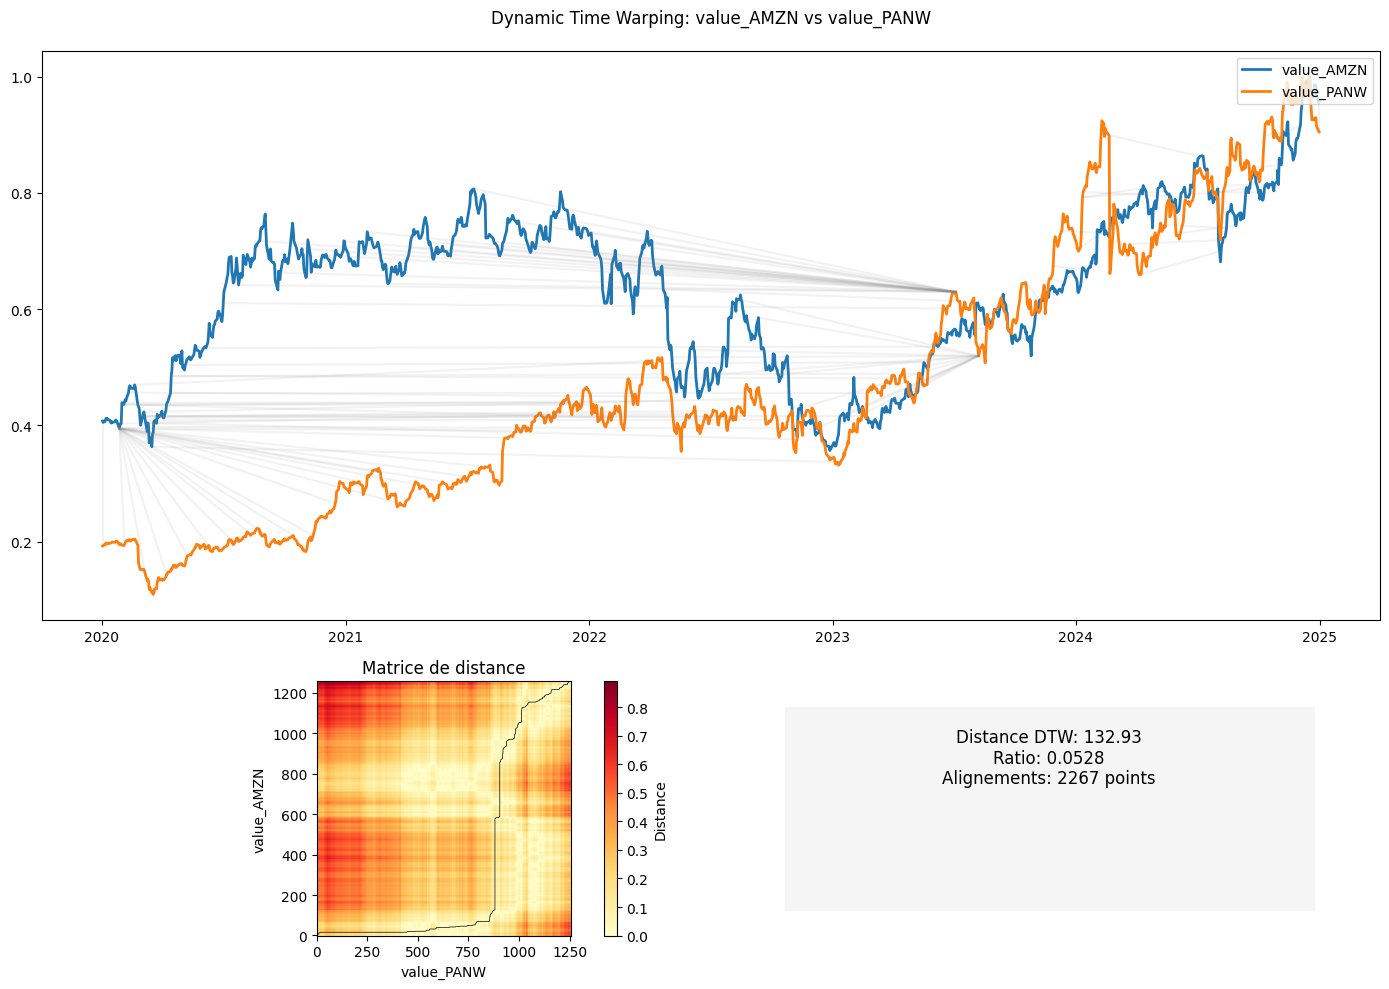 Dynamic Time Warping: value_AMZN vs value_PANW
value_AMZN
value_PANW
1.0
0.8
0.6
0.4
0.2
2020 2021 2022 2023 2024 2025
Matrice de distance
value_AMZN
1200
1000
800
600
400
200
0
0 250 500 750 1000 1250
value_PANW
0.8
0.7
0.6
0.5
0.4
0.3
0.2
0.1
0.0
Distance
Distance DTW: 132.93
Ratio: 0.0528
Alignements: 2267 points